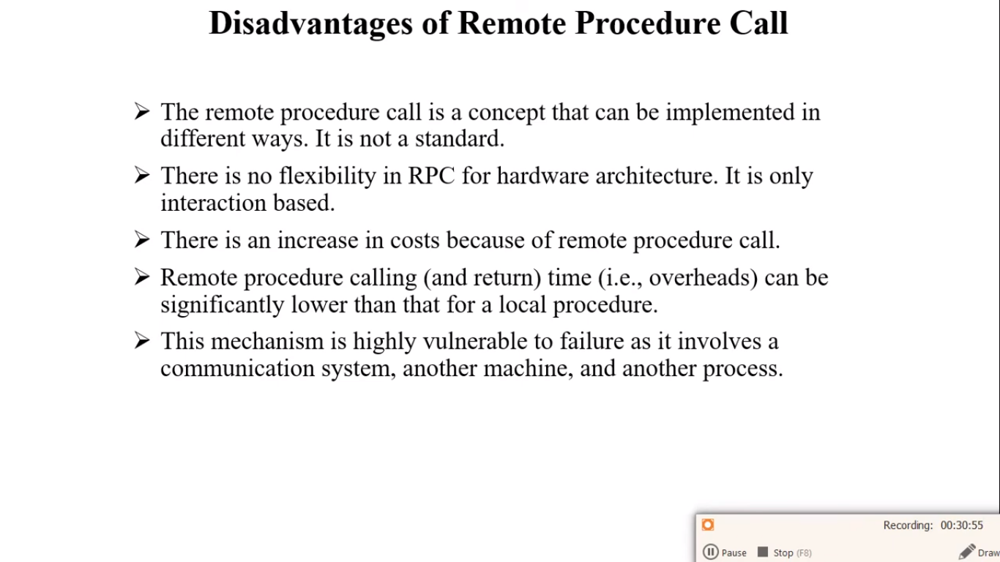 Disadvantages of Remote Procedure Call
➢ The remote procedure call is a concept that can be implemented in
different ways. It is not a standard.
➢ There is no flexibility in RPC for hardware architecture. It is only
interaction based.
➢ There is an increase in costs because of remote procedure call.
➢ Remote procedure calling (and return) time (i.e., overheads) can be
significantly lower than that for a local procedure.
➢ This mechanism is highly vulnerable to failure as it involves a
communication system, another machine, and another process.
Recording: 00:30:55
Pause Stop (F8) Draw